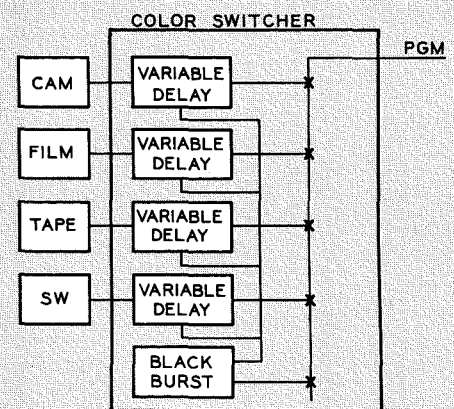 COLOR SWITCHER
PGM
CAM
VARIABLE
DELAY
FILM
VARIABLE
DELAY
TAPE
VARIABLE
DELAY
SW
VARIABLE
DELAY
BLACK
BURST